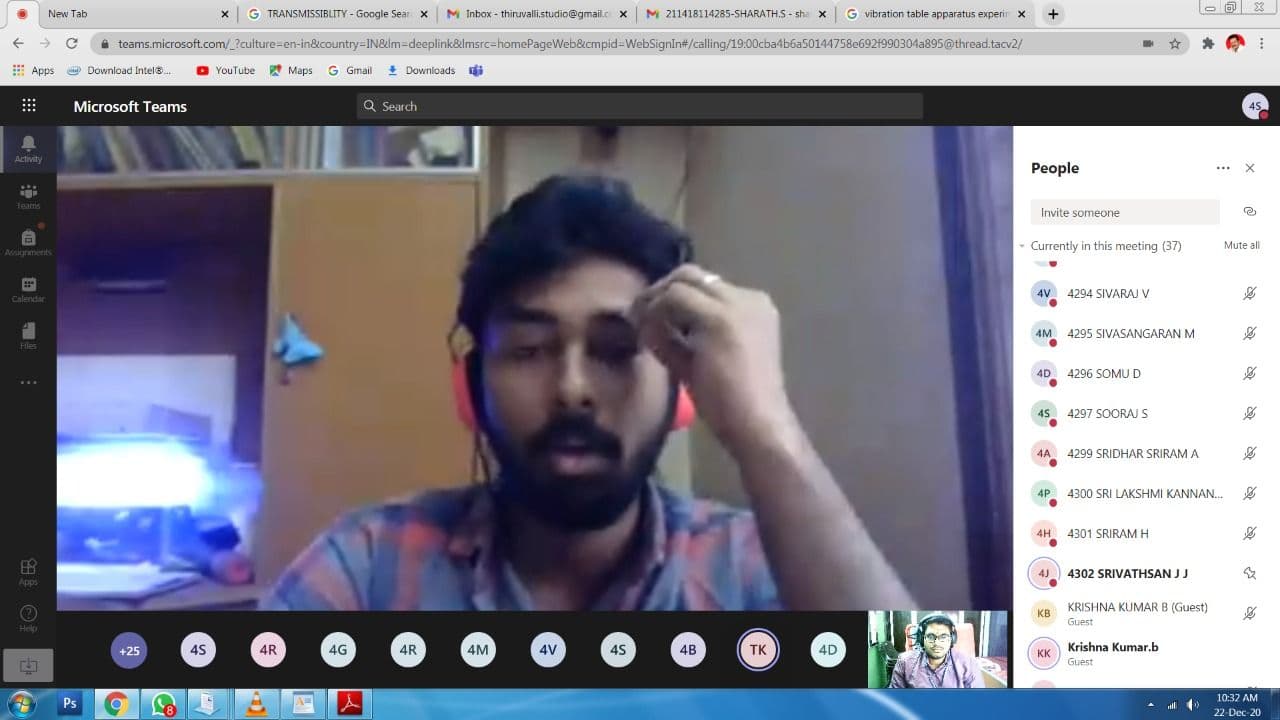 New Tab
TRANSMISSIBLITY - Google Sear
Inbox - thiruvalli.studio@gmail.c
211418114285-SHARATH.S - sha
vibration table apparatus experin
teams.microsoft.com/_?culture=en-in&country=IN&lm=deeplink&lmsrc=homePageWeb&cmpid=WebSignIn#/calling/19:00cba4b6a50144758e692f990304a895@thread.tacv2/
Apps
Download Intel®...
YouTube
Maps
Gmail
Downloads
Microsoft Teams
Search
4S
Activity
Teams
Assignments
Calendar
Files
Apps
Help
People
Invite someone
Currently in this meeting (37)
Mute all
4V 4294 SIVARAJ V
4M 4295 SIVASANGARAN M
4D 4296 SOMU D
4S 4297 SOORAJ S
4A 4299 SRIDHAR SRIRAM A
4P 4300 SRI LAKSHMI KANNAN...
4H 4301 SRIRAM H
4J 4302 SRIVATHSAN J J
KB KRISHNA KUMAR B (Guest)
Guest
KK Krishna Kumar.b
Guest
+25 4S 4R 4G 4R 4M 4V 4S 4B TK 4D
Ps
8
10:32 AM
22-Dec-20